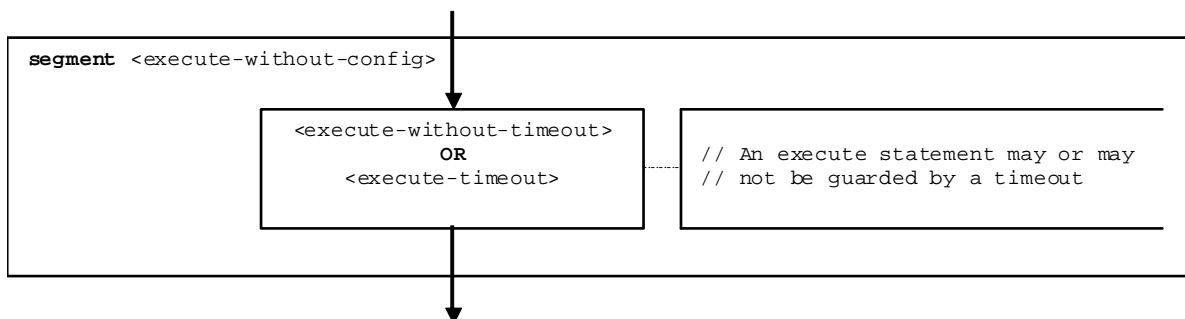 segment <execute-without-config>
<execute-without-timeout>
OR
<execute-timeout>
// An execute statement may or may
// not be guarded by a timeout